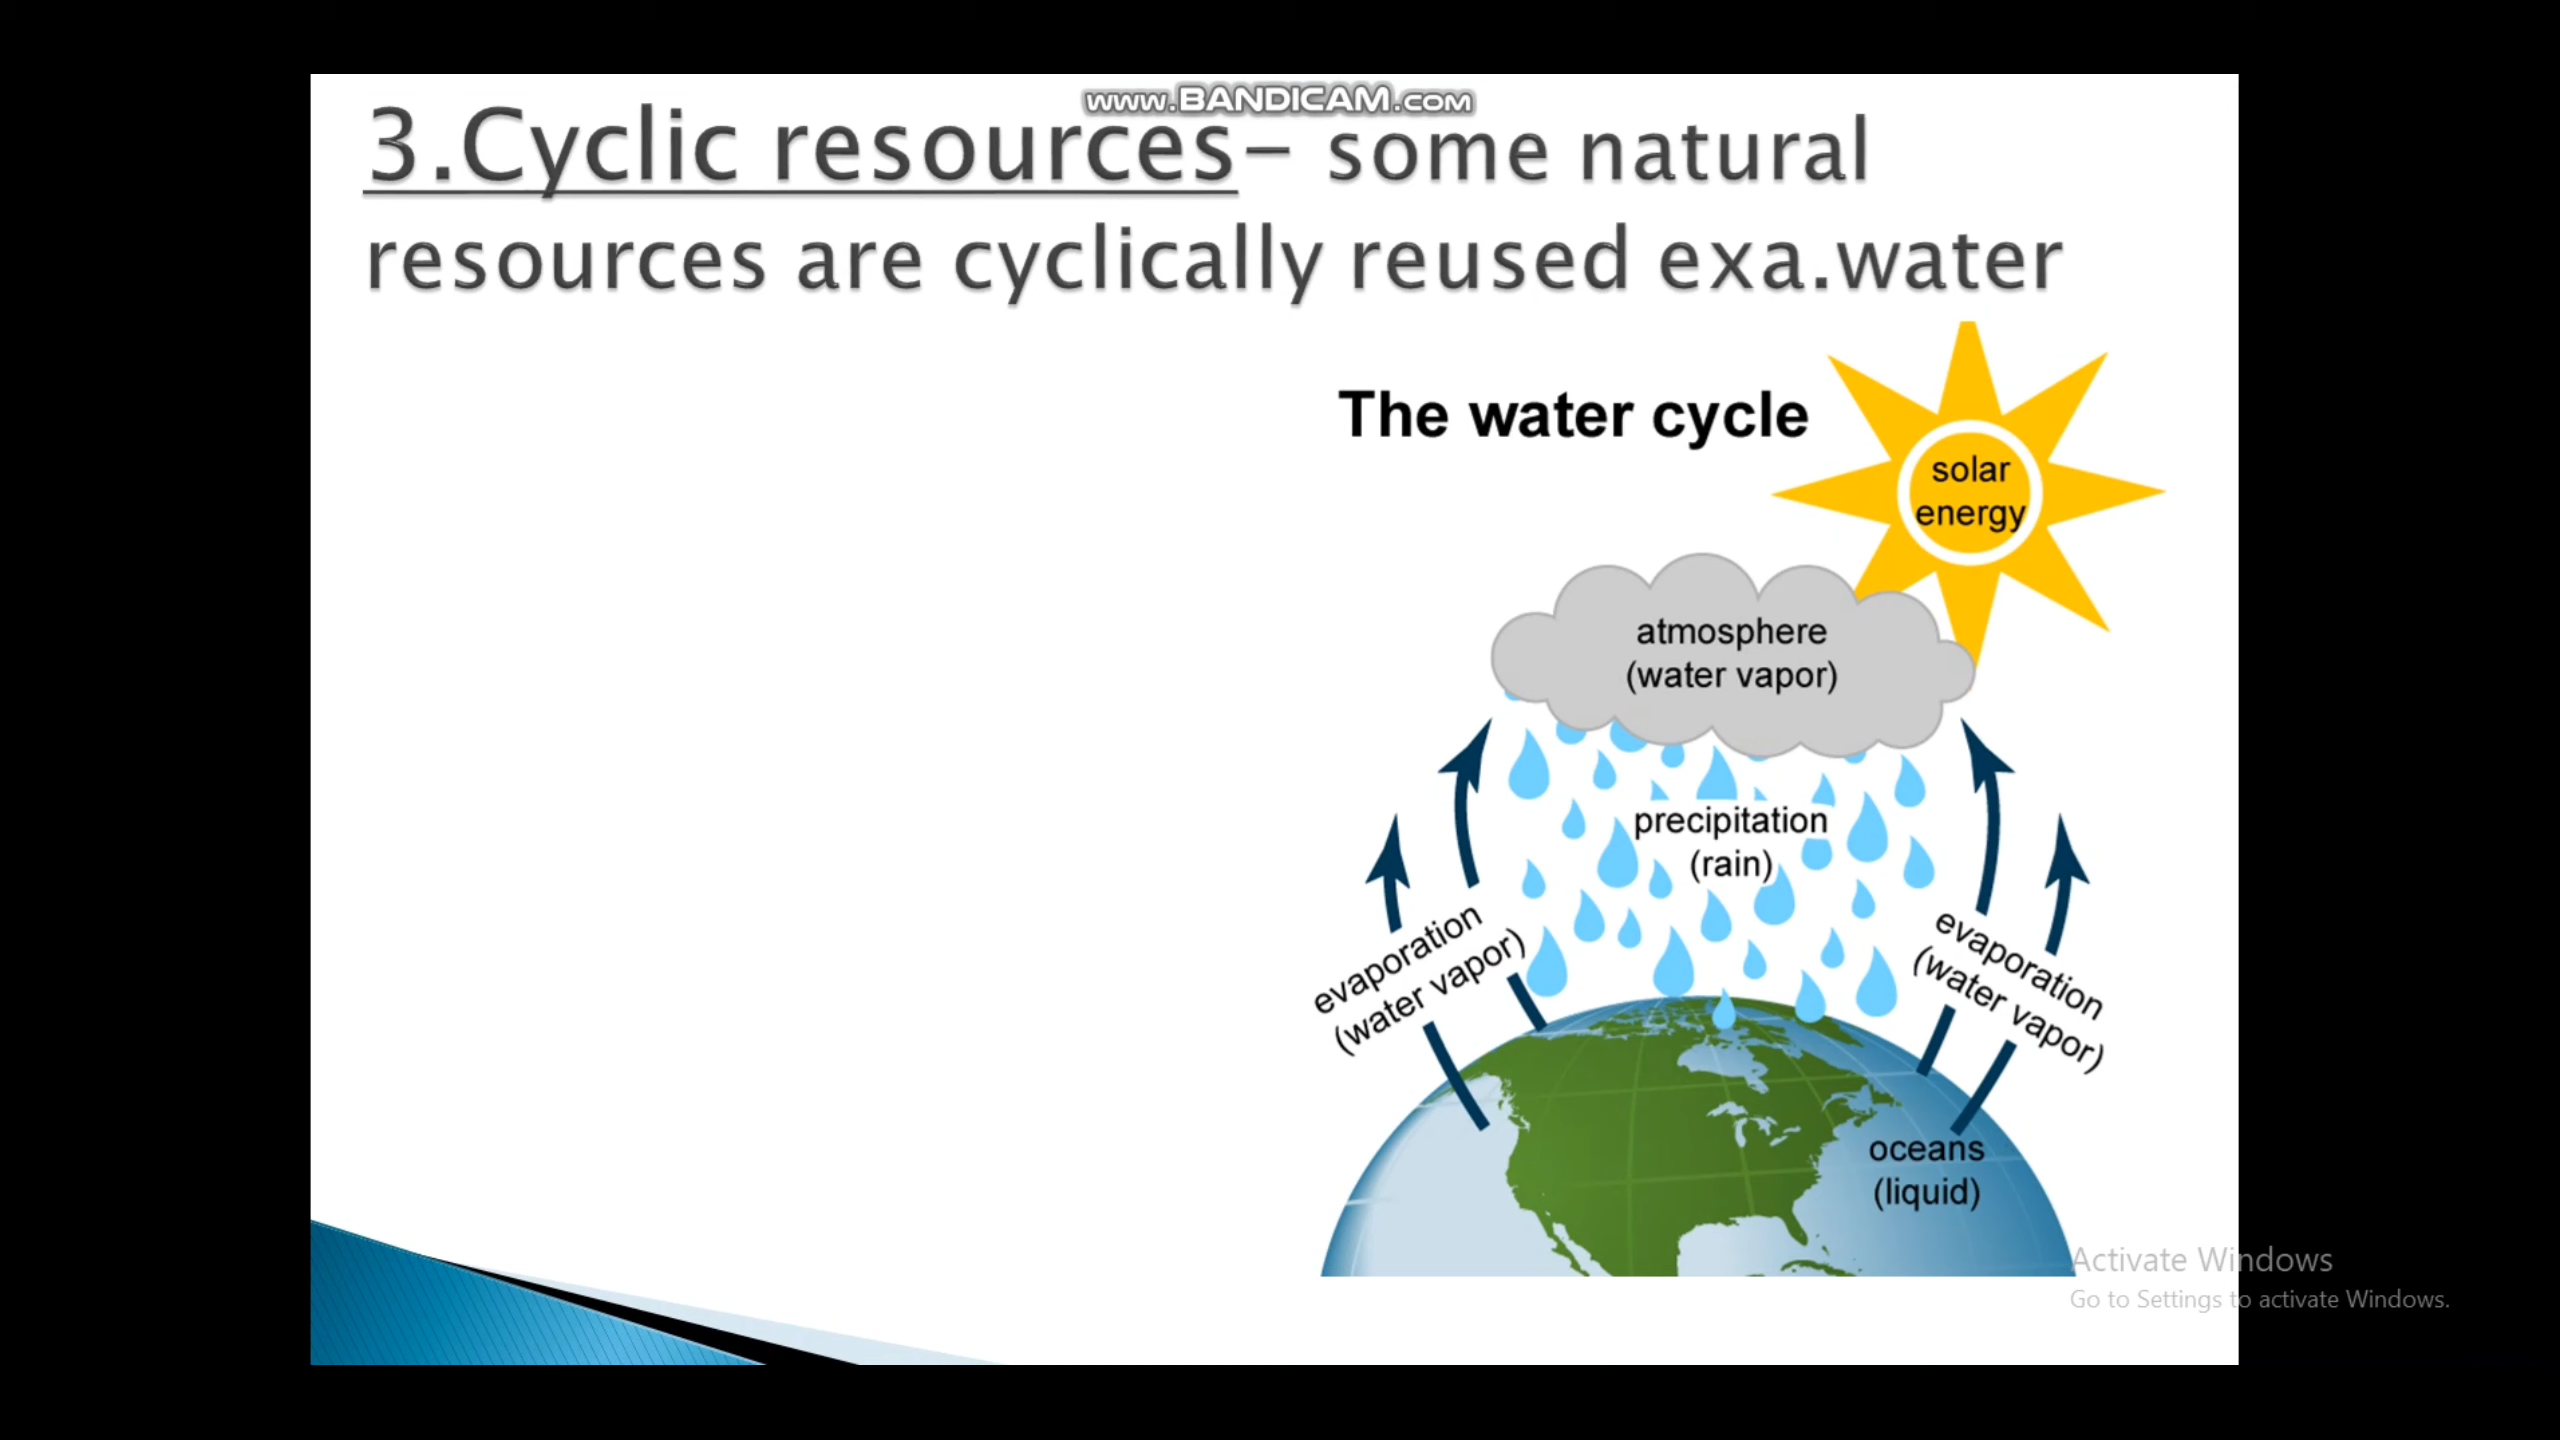 www.BANDICAM.com
3.Cyclic resources– some natural
resources are cyclically reused exa.water
The water cycle
solar
energy
atmosphere
(water vapor)
precipitation
(rain)
evaporation
(water vapor)
evaporation
(water vapor)
oceans
(liquid)
Activate Windows
Go to Settings to activate Windows.